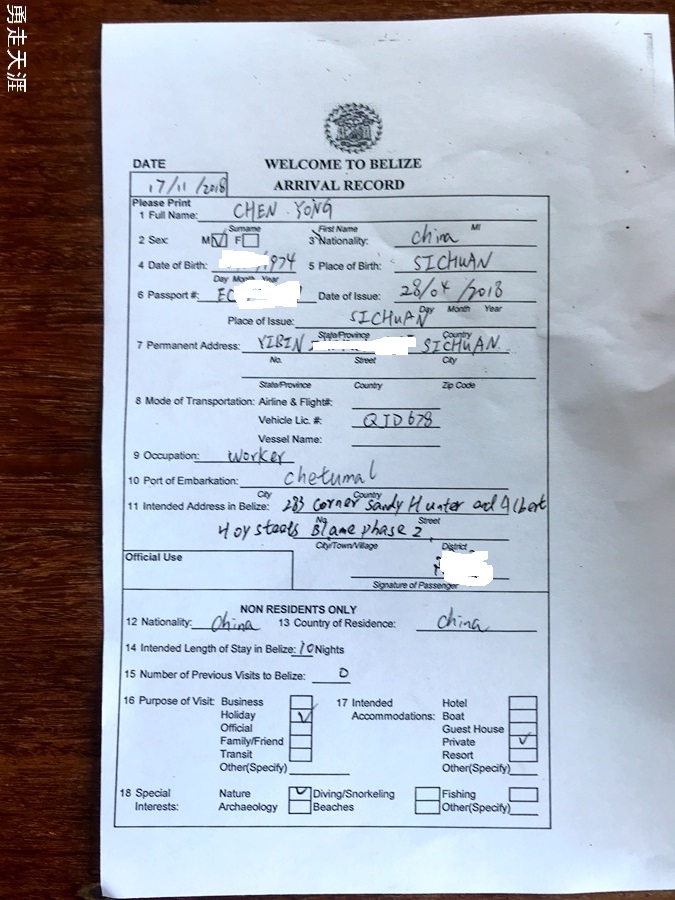 勇走天涯
DATE
WELCOME TO BELIZE
17/11/2018
ARRIVAL RECORD
Please Print
1 Full Name: CHEN YONG
Surname First Name MI
2 Sex: M F 3 Nationality: china
4 Date of Birth: 1974 5 Place of Birth: SICHUAN
Day Month Year
6 Passport #: EC Date of Issue: 28/04/2018
Day Month Year
Place of Issue: SICHUAN
State/Province Country
7 Permanent Address: YIBIN SICHUAN
No. Street City
State/Province Country Zip Code
8 Mode of Transportation: Airline & Flight#:
Vehicle Lic. #: QJD678
Vessel Name:
9 Occupation: worker
10 Port of Embarkation: chetumal
City Country
11 Intended Address in Belize: 283 corner sandy Hunter and Albert
No. Street
Hoy phase 2
City/Town/Village District
Official Use
Signature of Passenger
NON RESIDENTS ONLY
12 Nationality: China 13 Country of Residence: china
14 Intended Length of Stay in Belize: 10 Nights
15 Number of Previous Visits to Belize: 0
16 Purpose of Visit: Business 17 Intended Hotel
Holiday Accommodations: Boat
Official Guest House
Family/Friend Private
Transit Resort
Other(Specify) Other(Specify)
18 Special Nature Diving/Snorkeling Fishing
Interests: Archaeology Beaches Other(Specify)